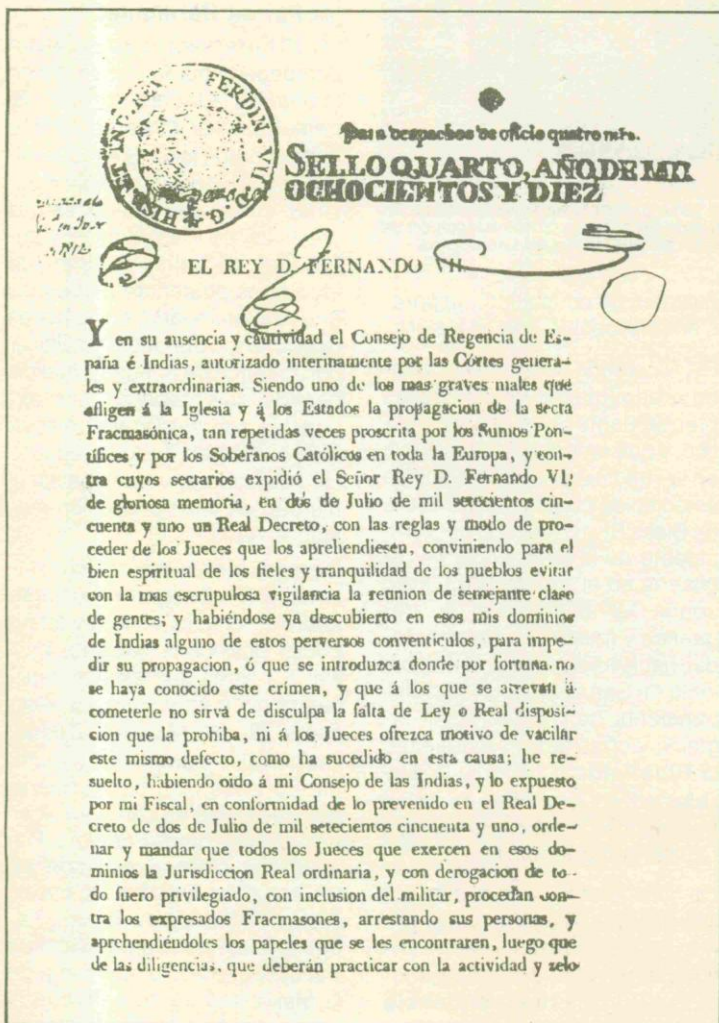 HISP. ET IND. REX FERDIN. VII. D. G.
Para despachos de oficio quatro mrs.
SELLO QUARTO, AÑO DE MIL
OCHOCIENTOS Y DIEZ
EL REY D. FERNANDO VII.
Y en su ausencia y cautividad el Consejo de Regencia de Es-
paña é Indias, autorizado interinamente por las Córtes genera-
les y extraordinarias. Siendo uno de los mas graves males que
afligen á la Iglesia y á los Estados la propagacion de la secta
Fracmasónica, tan repetidas veces proscrita por los Sumos Pon-
tífices y por los Soberanos Católicos en toda la Europa, y con-
tra cuyos sectarios expidió el Señor Rey D. Fernando VI,
de gloriosa memoria, en dos de Julio de mil setecientos cin-
cuenta y uno un Real Decreto, con las reglas y modo de pro-
ceder de los Jueces que los aprehendiesen, conviniendo para el
bien espiritual de los fieles y tranquilidad de los pueblos evitar
con la mas escrupulosa vigilancia la reunion de semejante clase
de gentes; y habiéndose ya descubierto en esos mis dominios
de Indias alguno de estos perversos conventículos, para impe-
dir su propagacion, ó que se introduzca donde por fortuna no
se haya conocido este crímen, y que á los que se atrevan á
cometerle no sirva de disculpa la falta de Ley o Real disposi-
cion que la prohiba, ni á los Jueces ofrezca motivo de vacilar
este mismo defecto, como ha sucedido en esta causa; he re-
suelto, habiendo oido á mi Consejo de las Indias, y lo expuesto
por mi Fiscal, en conformidad de lo prevenido en el Real De-
creto de dos de Julio de mil setecientos cincuenta y uno, orde-
nar y mandar que todos los Jueces que exercen en esos do-
minios la Jurisdiccion Real ordinaria, y con derogacion de to-
do fuero privilegiado, con inclusion del militar, procedan con-
tra los expresados Fracmasones, arrestando sus personas, y
aprehendiéndoles los papeles que se les encontraren, luego que
de las diligencias, que deberán practicar con la actividad y zelo